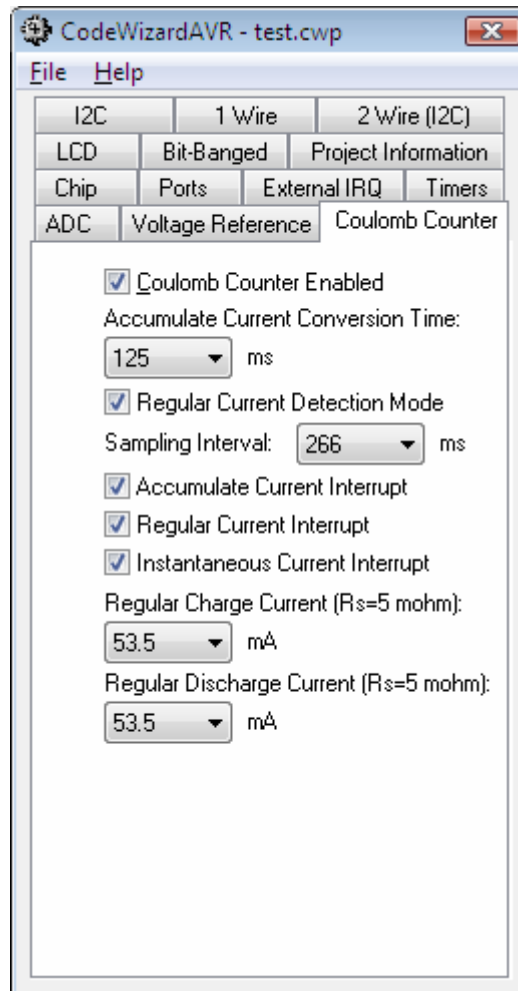 CodeWizardAVR - test.cwp
File Help
I2C 1 Wire 2 Wire (I2C)
LCD Bit-Banged Project Information
Chip Ports External IRQ Timers
ADC Voltage Reference Coulomb Counter
Coulomb Counter Enabled
Accumulate Current Conversion Time:
125 ms
Regular Current Detection Mode
Sampling Interval: 266 ms
Accumulate Current Interrupt
Regular Current Interrupt
Instantaneous Current Interrupt
Regular Charge Current (Rs=5 mohm):
53.5 mA
Regular Discharge Current (Rs=5 mohm):
53.5 mA